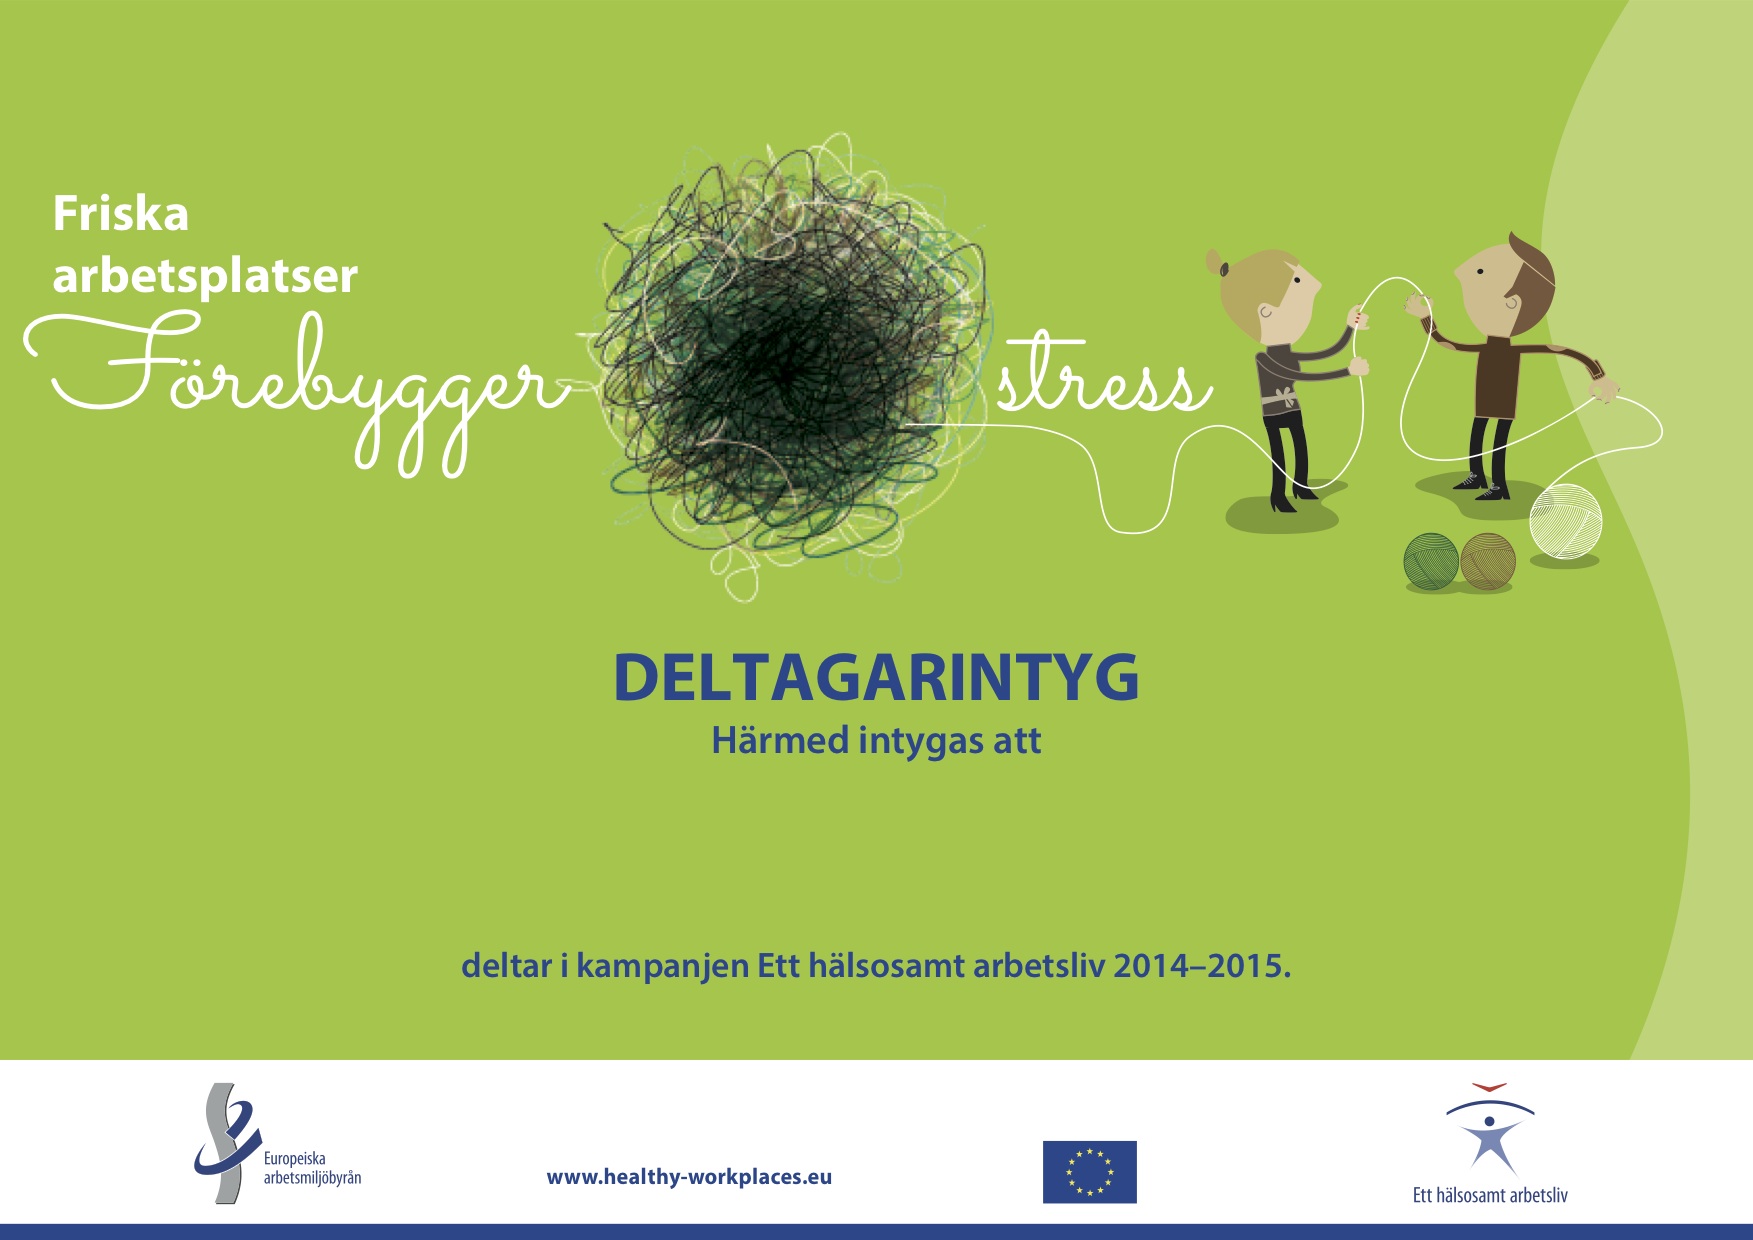 Friska
arbetsplatser
Förebygger stress
DELTAGARINTYG
Härmed intygas att
deltar i kampanjen Ett hälsosamt arbetsliv 2014–2015.
Europeiska
arbetsmiljöbyrån
www.healthy-workplaces.eu
Ett hälsosamt arbetsliv